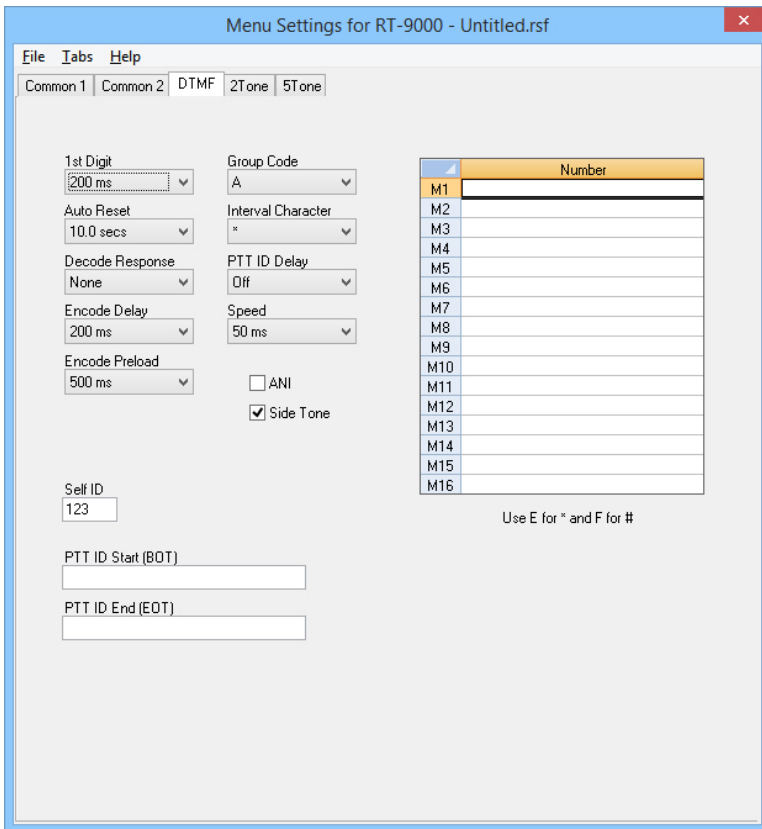 Menu Settings for RT-9000 - Untitled.rsf
File Tabs Help
Common 1 Common 2 DTMF 2Tone 5Tone
1st Digit
200 ms
Auto Reset
10.0 secs
Decode Response
None
Encode Delay
200 ms
Encode Preload
500 ms
Group Code
A
Interval Character
*
PTT ID Delay
Off
Speed
50 ms
ANI
Side Tone
Self ID
123
PTT ID Start (BOT)
PTT ID End (EOT)
Number
M1
M2
M3
M4
M5
M6
M7
M8
M9
M10
M11
M12
M13
M14
M15
M16
Use E for * and F for #